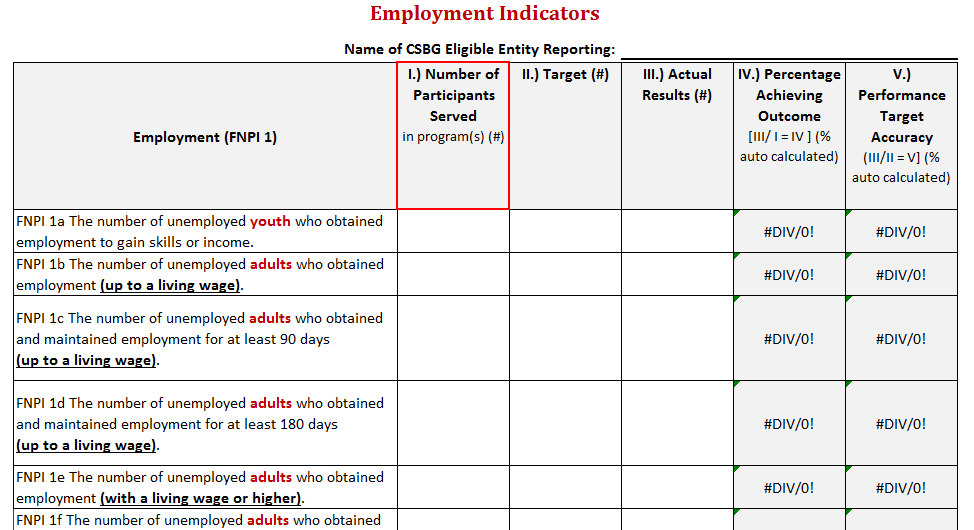 Employment Indicators
Name of CSBG Eligible Entity Reporting:
Employment (FNPI 1)
I.) Number of
Participants
Served
in program(s) (#)
II.) Target (#)
III.) Actual
Results (#)
IV.) Percentage
Achieving
Outcome
[III/ I = IV ] (%
auto calculated)
V.)
Performance
Target
Accuracy
(III/II = V] (%
auto calculated)
FNPI 1a The number of unemployed youth who obtained
employment to gain skills or income.
#DIV/0!
#DIV/0!
FNPI 1b The number of unemployed adults who obtained
employment (up to a living wage).
#DIV/0!
#DIV/0!
FNPI 1c The number of unemployed adults who obtained
and maintained employment for at least 90 days
(up to a living wage).
#DIV/0!
#DIV/0!
FNPI 1d The number of unemployed adults who obtained
and maintained employment for at least 180 days
(up to a living wage).
#DIV/0!
#DIV/0!
FNPI 1e The number of unemployed adults who obtained
employment (with a living wage or higher).
#DIV/0!
#DIV/0!
FNPI 1f The number of unemployed adults who obtained